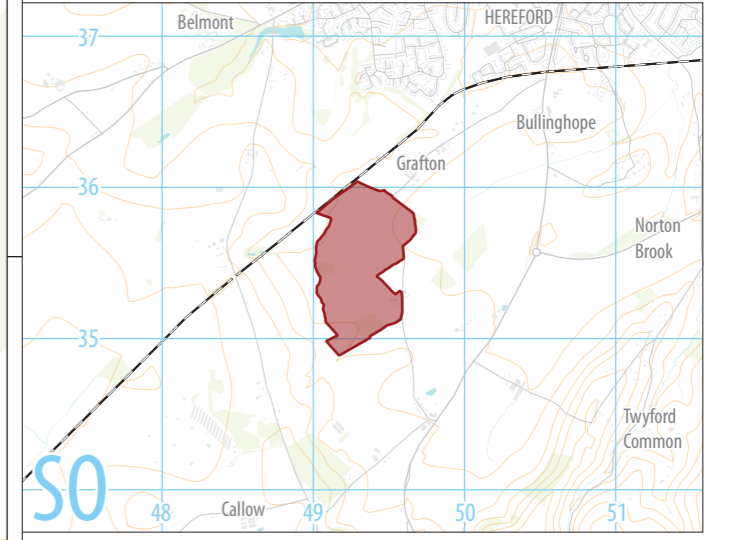 Belmont
HEREFORD
37
Bullinghope
Grafton
36
Norton
Brook
35
Twyford
Common
SO
Callow
48
49
50
51